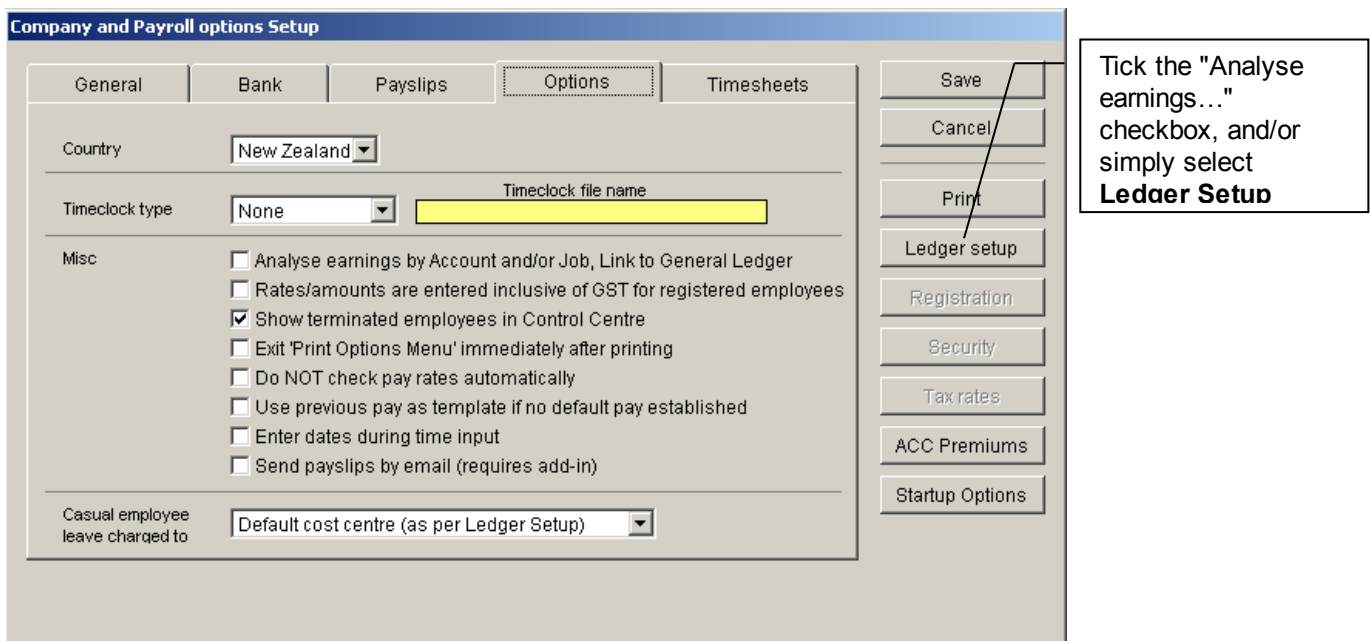 Company and Payroll options Setup
General
Bank
Payslips
Options
Timesheets
Country
New Zealand
Timeclock type
None
Timeclock file name
Misc
Analyse earnings by Account and/or Job, Link to General Ledger
Rates/amounts are entered inclusive of GST for registered employees
Show terminated employees in Control Centre
Exit 'Print Options Menu' immediately after printing
Do NOT check pay rates automatically
Use previous pay as template if no default pay established
Enter dates during time input
Send payslips by email (requires add-in)
Casual employee
leave charged to
Default cost centre (as per Ledger Setup)
Save
Cancel
Print
Ledger setup
Registration
Security
Tax rates
ACC Premiums
Startup Options
Tick the "Analyse
earnings…"
checkbox, and/or
simply select
Ledger Setup